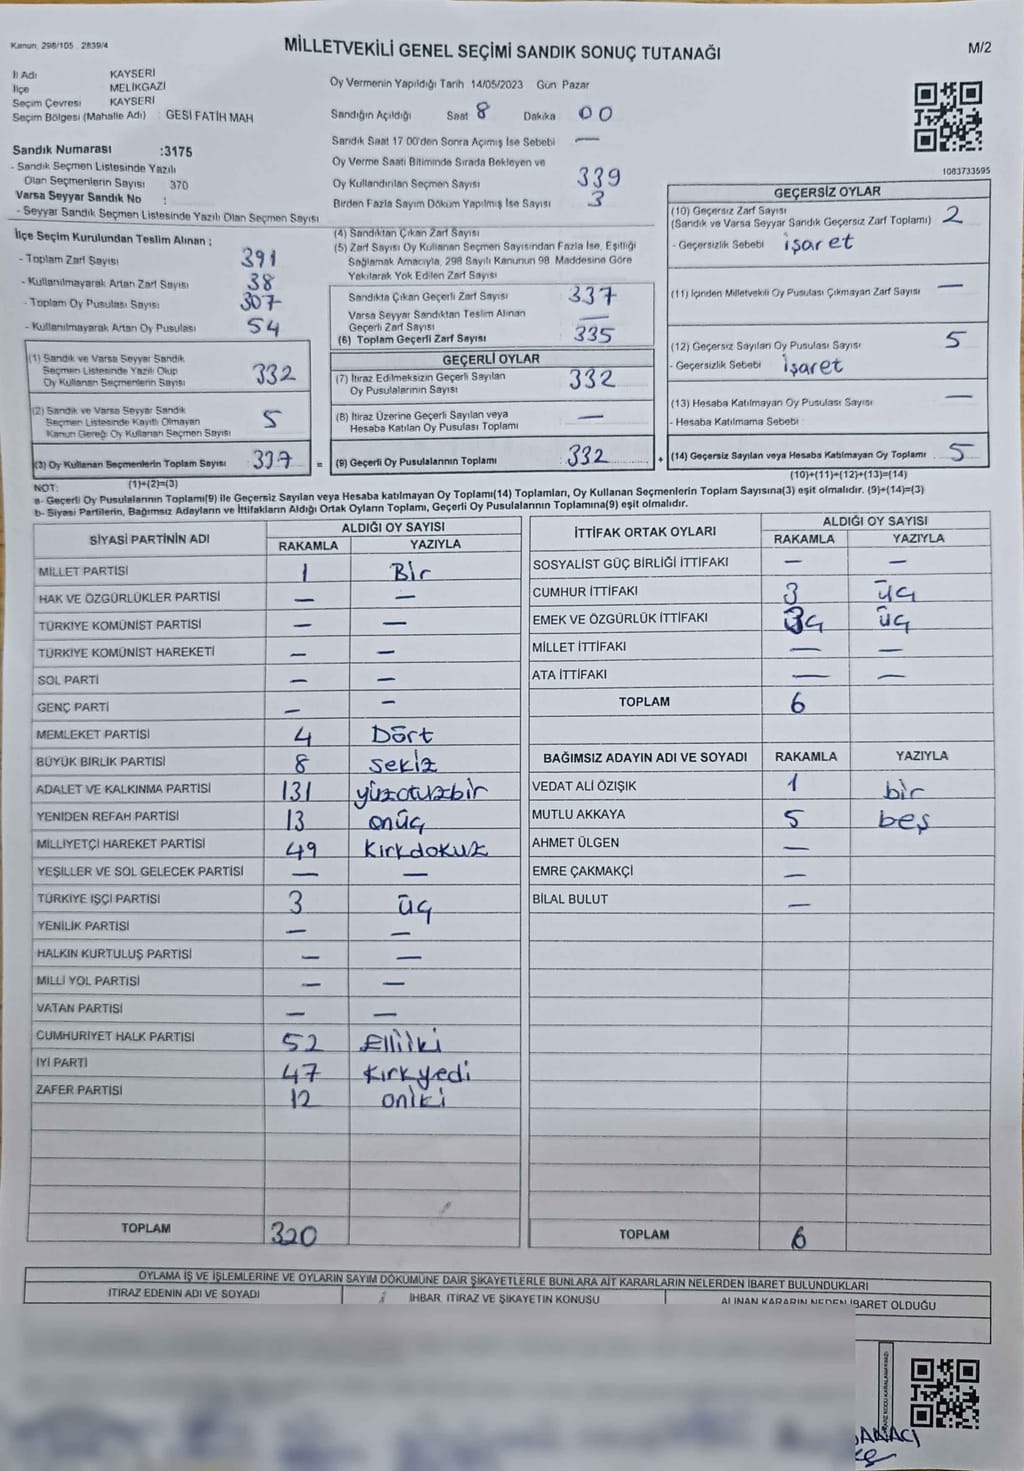 Kanun, 298/105 , 2839/4
MİLLETVEKİLİ GENEL SEÇİMİ SANDIK SONUÇ TUTANAĞI
M/2
İl Adı KAYSERİ
İlçe MELİKGAZİ
Seçim Çevresi KAYSERİ
Seçim Bölgesi (Mahalle Adı) : GESİ FATİH MAH
Sandık Numarası :3175
- Sandık Seçmen Listesinde Yazılı
Olan Seçmenlerin Sayısı 370
Varsa Seyyar Sandık No :
- Seyyar Sandık Seçmen Listesinde Yazılı Olan Seçmen Sayısı
Oy Vermenin Yapıldığı Tarih 14/05/2023 Gün Pazar
Sandığın Açıldığı Saat 8 Dakika 00
Sandık Saat 17 00'den Sonra Açımış İse Sebebi —
Oy Verme Saati Bitiminde Sırada Bekleyen ve
Oy Kullandırılan Seçmen Sayısı 339
Birden Fazla Sayım Döküm Yapılmış İse Sayısı 3
1083733595
İlçe Seçim Kurulundan Teslim Alınan ;
- Toplam Zarf Sayısı 391
- Kullanılmayarak Artan Zarf Sayısı 38
- Toplam Oy Pusulası Sayısı 307
- Kullanılmayarak Artan Oy Pusulası 54
(1) Sandık ve Varsa Seyyar Sandık
Seçmen Listesinde Yazılı Olup
Oy Kullanan Seçmenlerin Sayısı 332
(2) Sandık ve Varsa Seyyar Sandık
Seçmen Listesinde Kayıtlı Olmayan
Kanun Gereği Oy Kullanan Seçmen Sayısı 5
(3) Oy Kullanan Seçmenlerin Toplam Sayısı 337 =
(1)+(2)=(3)
(4) Sandıktan Çıkan Zarf Sayısı
(5) Zarf Sayısı Oy Kullanan Seçmen Sayısından Fazla İse, Eşitliği
Sağlamak Amacıyla, 298 Sayılı Kanunun 98 Maddesine Göre
Yakılarak Yok Edilen Zarf Sayısı
Sandıkta Çıkan Geçerli Zarf Sayısı 337
Varsa Seyyar Sandıktan Teslim Alınan
Geçerli Zarf Sayısı —
(6) Toplam Geçerli Zarf Sayısı 335
GEÇERLİ OYLAR
(7) İtiraz Edilmeksizin Geçerli Sayılan
Oy Pusulalarının Sayısı 332
(8) İtiraz Üzerine Geçerli Sayılan veya
Hesaba Katılan Oy Pusulası Toplamı —
(9) Geçerli Oy Pusulalarının Toplamı 332 +
GEÇERSİZ OYLAR
(10) Geçersiz Zarf Sayısı
(Sandık ve Varsa Seyyar Sandık Geçersiz Zarf Toplamı) 2
- Geçersizlik Sebebi işaret
(11) İçinden Milletvekili Oy Pusulası Çıkmayan Zarf Sayısı —
(12) Geçersiz Sayılan Oy Pusulası Sayısı 5
- Geçersizlik Sebebi işaret
(13) Hesaba Katılmayan Oy Pusulası Sayısı —
- Hesaba Katılmama Sebebi
(14) Geçersiz Sayılan veya Hesaba Katılmayan Oy Toplamı 5
(10)+(11)+(12)+(13)=(14)
NOT:
a- Geçerli Oy Pusulalarının Toplamı(9) ile Geçersiz Sayılan veya Hesaba katılmayan Oy Toplamı(14) Toplamları, Oy Kullanan Seçmenlerin Toplam Sayısına(3) eşit olmalıdır. (9)+(14)=(3)
b- Siyasi Partilerin, Bağımsız Adayların ve İttifakların Aldığı Ortak Oyların Toplamı, Geçerli Oy Pusulalarının Toplamına(9) eşit olmalıdır.
SİYASİ PARTİNİN ADI ALDIĞI OY SAYISI
RAKAMLA YAZIYLA
MİLLET PARTİSİ 1 Bir
HAK VE ÖZGÜRLÜKLER PARTİSİ — —
TÜRKİYE KOMÜNİST PARTİSİ — —
TÜRKİYE KOMÜNİST HAREKETİ — —
SOL PARTİ — —
GENÇ PARTİ — —
MEMLEKET PARTİSİ 4 Dört
BÜYÜK BİRLİK PARTİSİ 8 sekiz
ADALET VE KALKINMA PARTİSİ 131 yüzotuzbir
YENİDEN REFAH PARTİSİ 13 onüç
MİLLİYETÇİ HAREKET PARTİSİ 49 Kırkdokuz
YEŞİLLER VE SOL GELECEK PARTİSİ — —
TÜRKİYE İŞÇİ PARTİSİ 3 üç
YENİLİK PARTİSİ — —
HALKIN KURTULUŞ PARTİSİ — —
MİLLİ YOL PARTİSİ — —
VATAN PARTİSİ — —
CUMHURİYET HALK PARTİSİ 52 Elliiki
İYİ PARTİ 47 Kırkyedi
ZAFER PARTİSİ 12 oniki
TOPLAM 320
İTTİFAK ORTAK OYLARI ALDIĞI OY SAYISI
RAKAMLA YAZIYLA
SOSYALİST GÜÇ BİRLİĞİ İTTİFAKI — —
CUMHUR İTTİFAKI 3 üç
EMEK VE ÖZGÜRLÜK İTTİFAKI 3 üç
MİLLET İTTİFAKI — —
ATA İTTİFAKI — —
TOPLAM 6
BAĞIMSIZ ADAYIN ADI VE SOYADI RAKAMLA YAZIYLA
VEDAT ALİ ÖZIŞIK 1 bir
MUTLU AKKAYA 5 beş
AHMET ÜLGEN —
EMRE ÇAKMAKÇİ —
BİLAL BULUT —
TOPLAM 6
OYLAMA İŞ VE İŞLEMLERİNE VE OYLARIN SAYIM DÖKÜMÜNE DAİR ŞİKAYETLERLE BUNLARA AİT KARARLARIN NELERDEN İBARET BULUNDUKLARI
İTİRAZ EDENİN ADI VE SOYADI İHBAR, İTİRAZ VE ŞİKAYETİN KONUSU ALINAN KARARIN NEDEN İBARET OLDUĞU